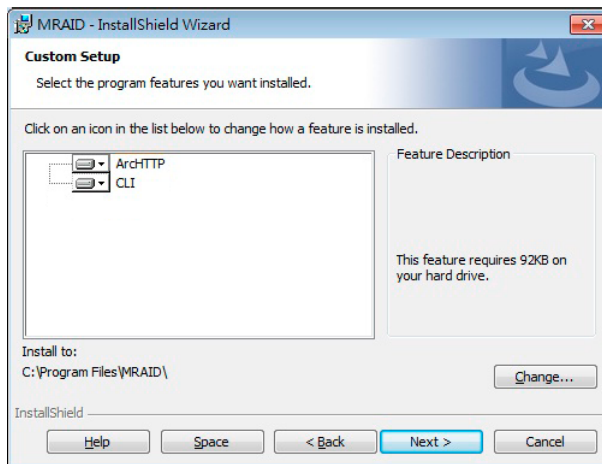 MRAID - InstallShield Wizard
Custom Setup
Select the program features you want installed.
Click on an icon in the list below to change how a feature is installed.
ArcHTTP
CLI
Feature Description
This feature requires 92KB on
your hard drive.
Install to:
C:\Program Files\MRAID\
Change...
InstallShield
Help
Space
< Back
Next >
Cancel